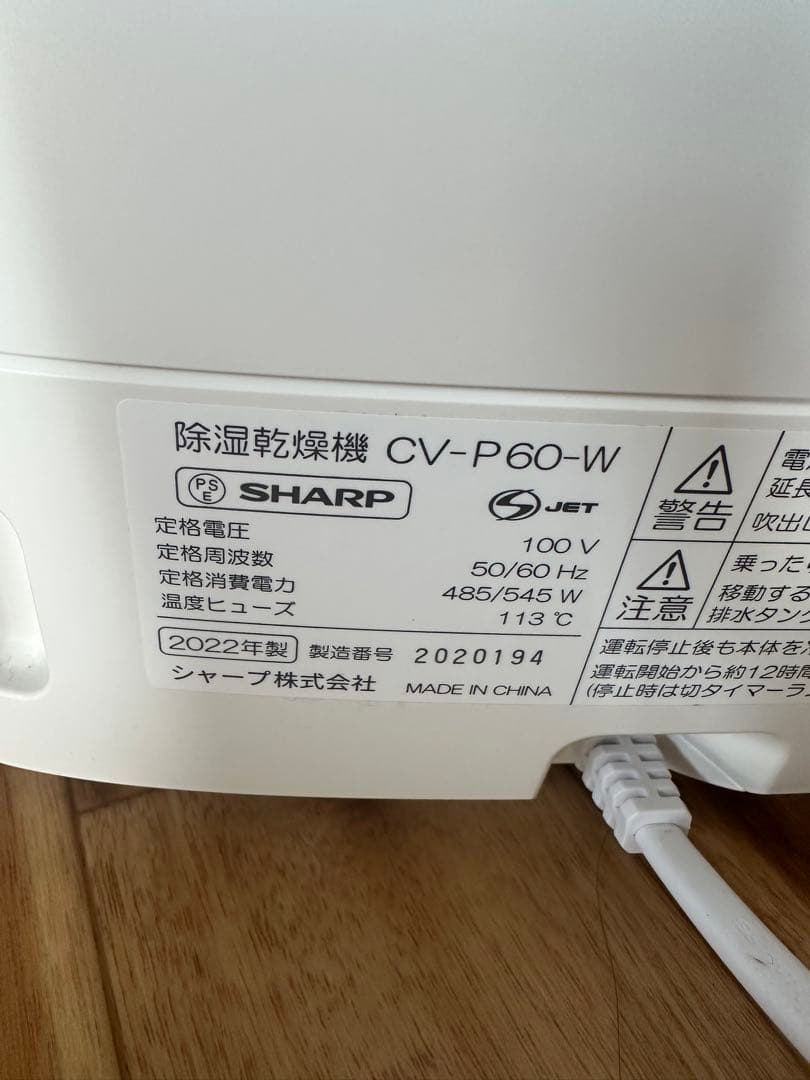 除湿乾燥機 CV-P60-W
PSE SHARP
JET
定格電圧 100 V
定格周波数 50/60 Hz
定格消費電力 485/545 W
温度ヒューズ 113 ℃
2022年製 製造番号 2020194
シャープ株式会社 MADE IN CHINA
警告
延長
吹出
注意
乗ったら
移動する
排水タンク
運転停止後も本体を
運転開始から約12時間
(停止時は切タイマーラ